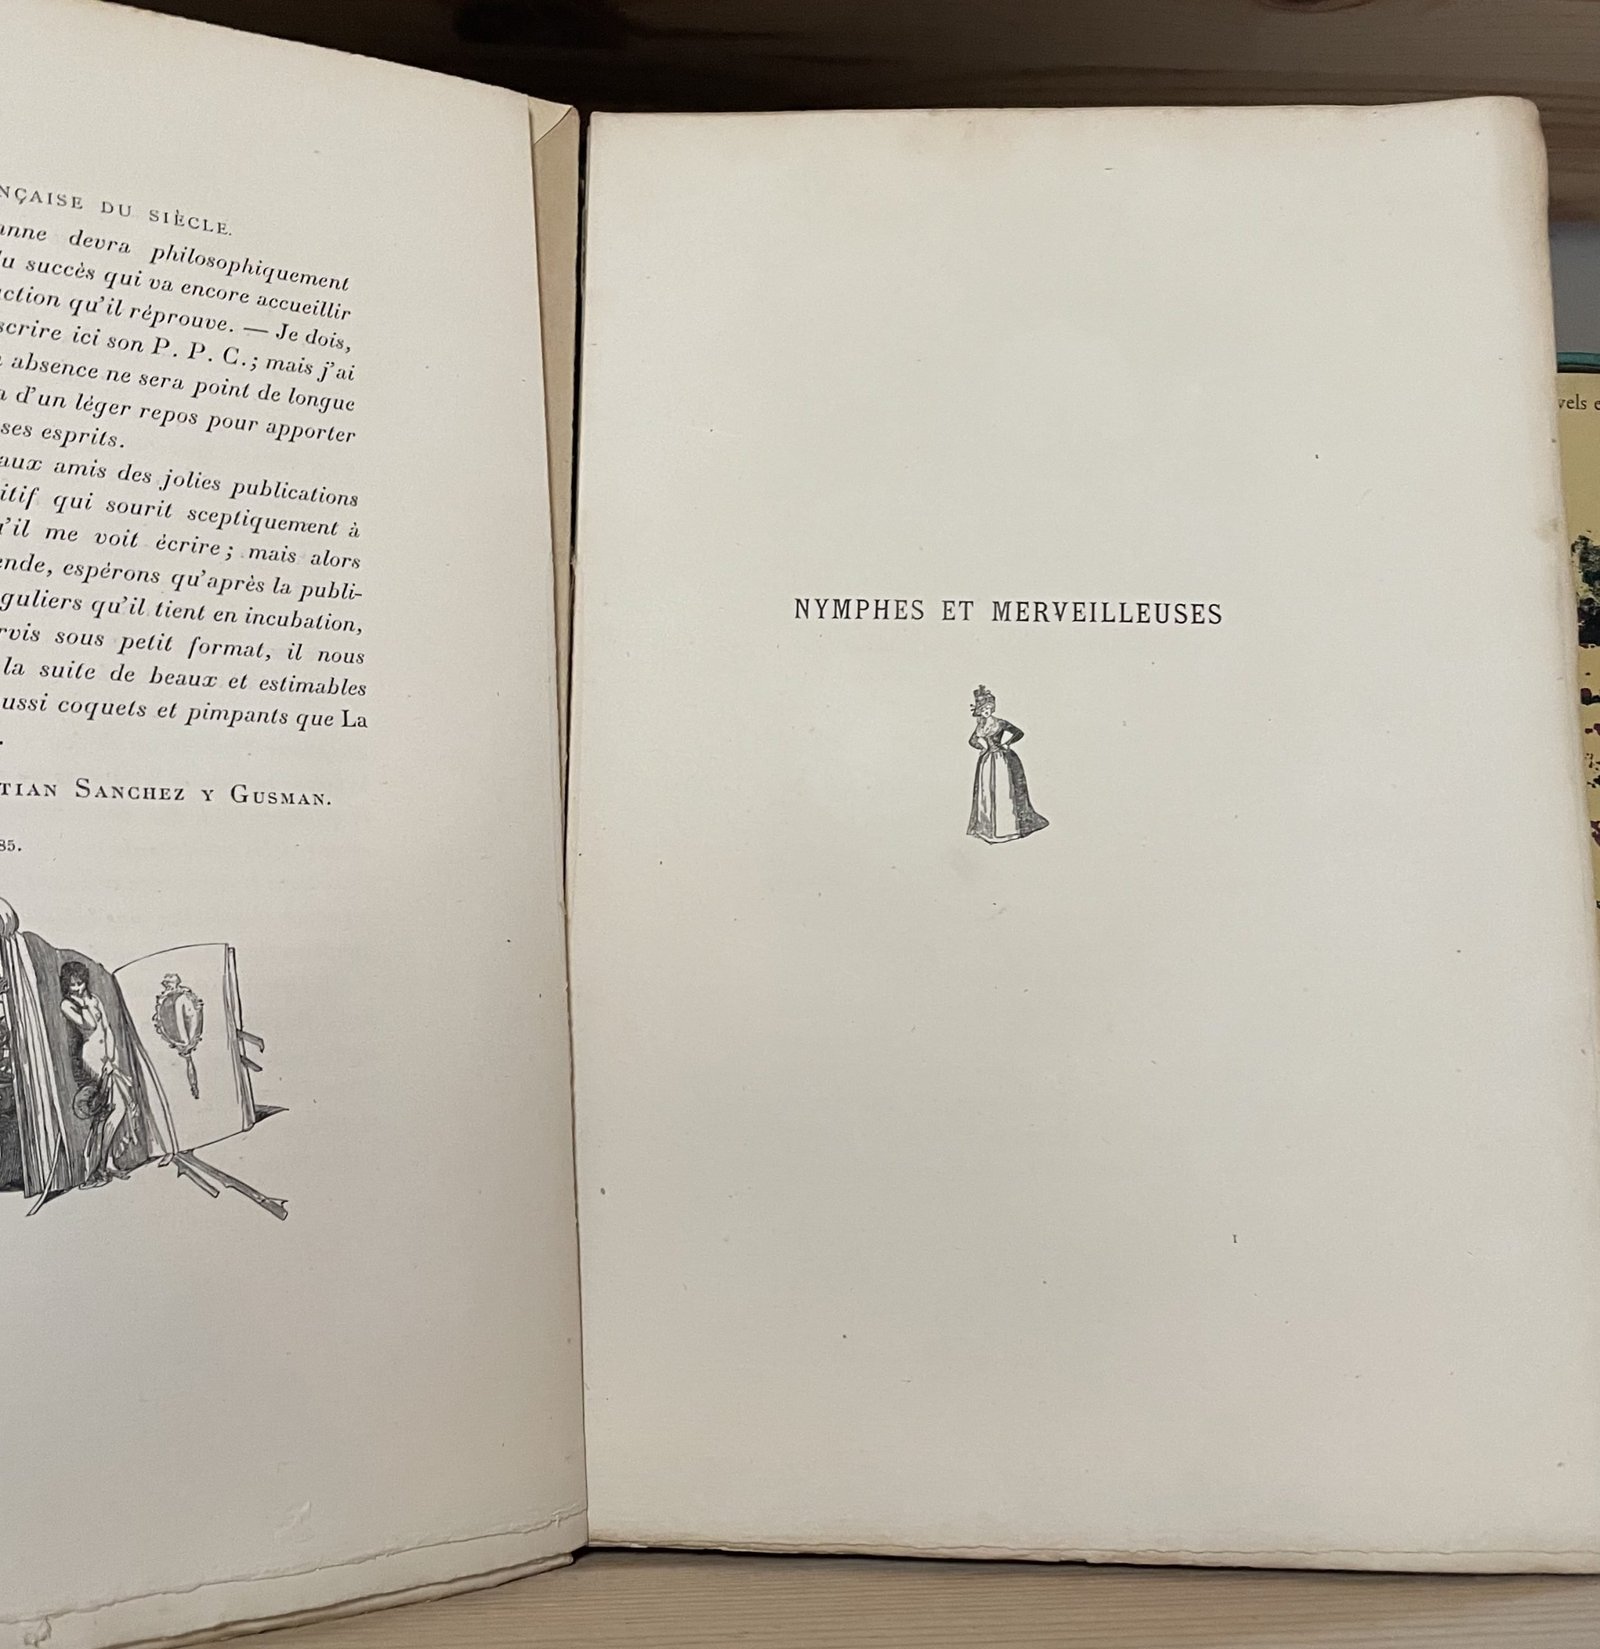 NÇAISE DU SIÈCLE.
devra philosophiquement
succès qui va encore accueillir
qu'il réprouve. — Je dois,
scrire ici son P. P. C.; mais j'ai
absence ne sera point de longue
d'un léger repos pour apporter
ses esprits.
aux amis des jolies publications
itif qui sourit sceptiquement à
'il me voit écrire; mais alors
ende, espérons qu'après la publi-
guliers qu'il tient en incubation,
rvis sous petit format, il nous
la suite de beaux et estimables
ussi coquets et pimpants que La
TIAN SANCHEZ Y GUSMAN.
85.
NYMPHES ET MERVEILLEUSES
I
vels e